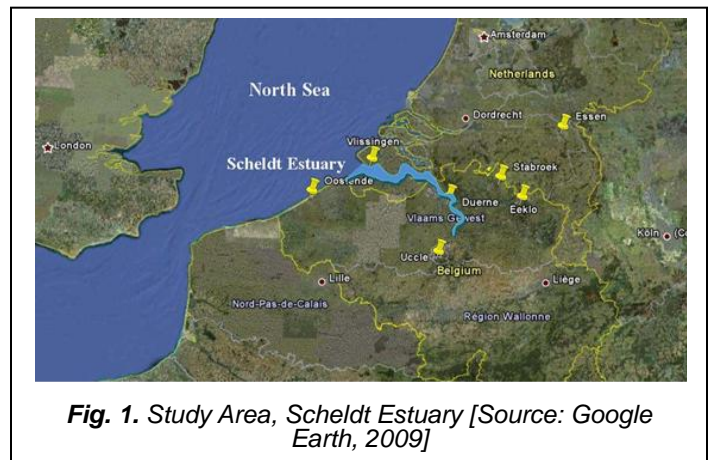 Amsterdam
Netherlands
North Sea
Dordrecht
Essen
London
Vlissingen
Scheldt Estuary
Stabroek
Oostende
Duerne
Eeklo
Vlaams Gewest
Köln (Co
Uccle
Belgium
Lille
Liège
Nord-Pas-de-Calais
Région Wallonne
Fig. 1. Study Area, Scheldt Estuary [Source: Google
Earth, 2009]